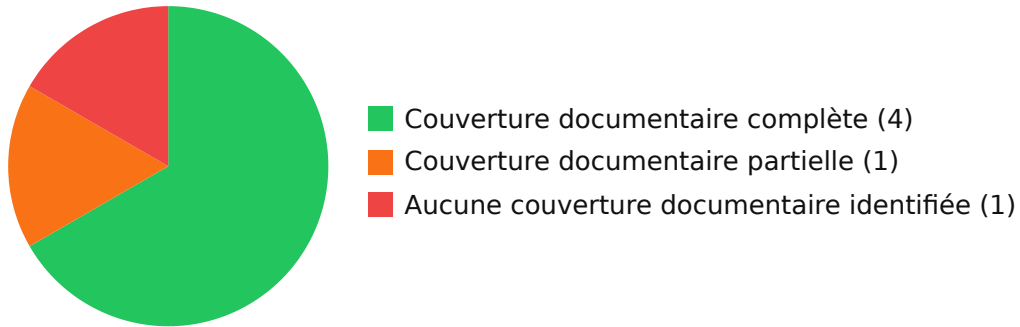 Couverture documentaire complète (4)
Couverture documentaire partielle (1)
Aucune couverture documentaire identifiée (1)